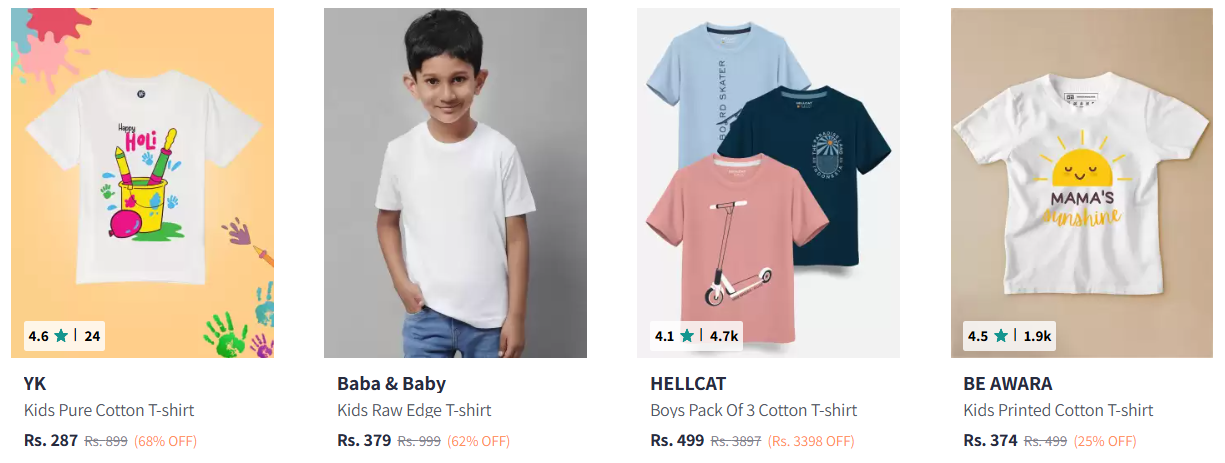 Happy
HOLI
4.6 ★ | 24
YK
Kids Pure Cotton T-shirt
Rs. 287 Rs. 899 (68% OFF)
Baba & Baby
Kids Raw Edge T-shirt
Rs. 379 Rs. 999 (62% OFF)
BOARD SKATER
HELLCAT
4.1 ★ | 4.7k
HELLCAT
Boys Pack Of 3 Cotton T-shirt
Rs. 499 Rs. 3897 (Rs. 3398 OFF)
MAMA'S
sunshine
4.5 ★ | 1.9k
BE AWARA
Kids Printed Cotton T-shirt
Rs. 374 Rs. 499 (25% OFF)